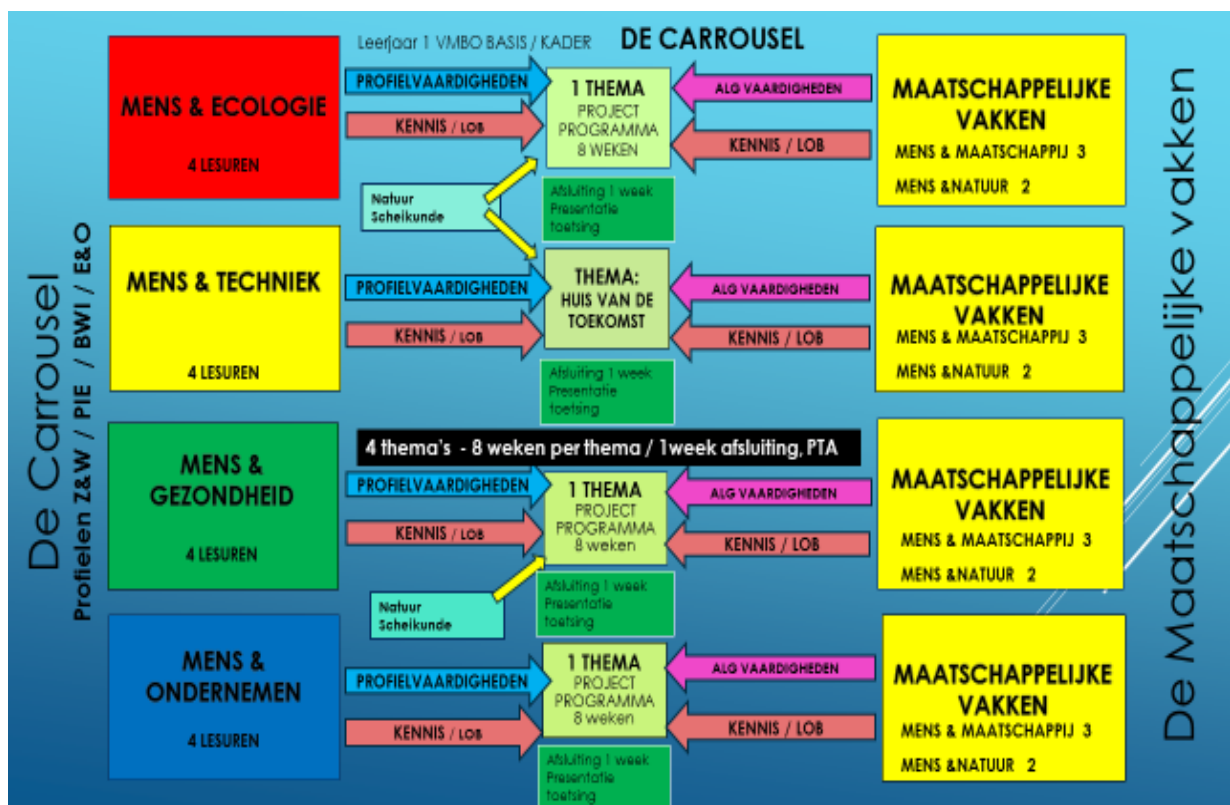 Leerjaar 1 VMBO BASIS / KADER
DE CARROUSEL
De Carrousel
Profielen Z&W / PIE / BWI / E&O
MENS & ECOLOGIE
4 LESUREN
PROFIELVAARDIGHEDEN
KENNIS / LOB
1 THEMA
PROJECT
PROGRAMMA
8 WEKEN
ALG VAARDIGHEDEN
KENNIS / LOB
MAATSCHAPPELIJKE
VAKKEN
MENS & MAATSCHAPPIJ 3
MENS &NATUUR 2
Natuur
Scheikunde
Afsluiting 1 week
Presentatie
toetsing
MENS & TECHNIEK
4 LESUREN
PROFIELVAARDIGHEDEN
KENNIS / LOB
THEMA:
HUIS VAN DE
TOEKOMST
ALG VAARDIGHEDEN
KENNIS / LOB
MAATSCHAPPELIJKE
VAKKEN
MENS & MAATSCHAPPIJ 3
MENS &NATUUR 2
Afsluiting 1 week
Presentatie
toetsing
4 thema's - 8 weken per thema / 1week afsluiting, PTA
MENS &
GEZONDHEID
4 LESUREN
PROFIELVAARDIGHEDEN
KENNIS / LOB
1 THEMA
PROJECT
PROGRAMMA
8 weken
ALG VAARDIGHEDEN
KENNIS / LOB
MAATSCHAPPELIJKE
VAKKEN
MENS & MAATSCHAPPIJ 3
MENS &NATUUR 2
Natuur
Scheikunde
Afsluiting 1 week
Presentatie
toetsing
MENS &
ONDERNEMEN
4 LESUREN
PROFIELVAARDIGHEDEN
KENNIS / LOB
1 THEMA
PROJECT
PROGRAMMA
8 weken
ALG VAARDIGHEDEN
KENNIS / LOB
MAATSCHAPPELIJKE
VAKKEN
MENS & MAATSCHAPPIJ 3
MENS &NATUUR 2
Afsluiting 1 week
Presentatie
toetsing
De Maatschappelijke vakken